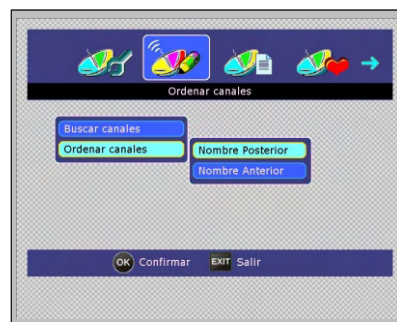 Ordenar canales
Buscar canales
Ordenar canales
Nombre Posterior
Nombre Anterior
OK Confirmar EXIT Salir